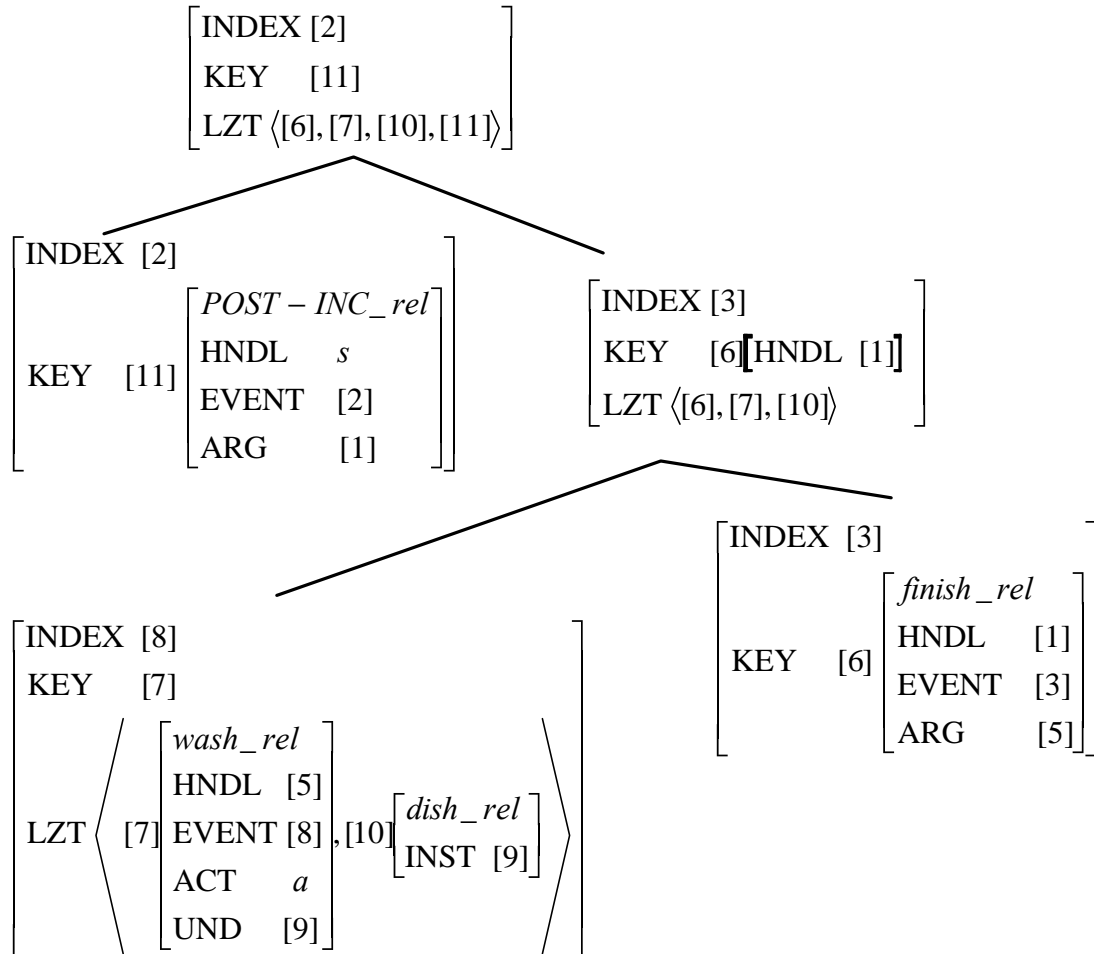 INDEX [2]
KEY [11]
LZT ⟨[6], [7], [10], [11]⟩
INDEX [2]
KEY [11]
POST – INC_rel
HNDL s
EVENT [2]
ARG [1]
INDEX [3]
KEY [6][HNDL [1]]
LZT ⟨[6], [7], [10]⟩
INDEX [8]
KEY [7]
LZT ⟨ [7]
wash_rel
HNDL [5]
EVENT [8]
ACT a
UND [9]
, [10]
dish_rel
INST [9]
⟩
INDEX [3]
KEY [6]
finish_rel
HNDL [1]
EVENT [3]
ARG [5]